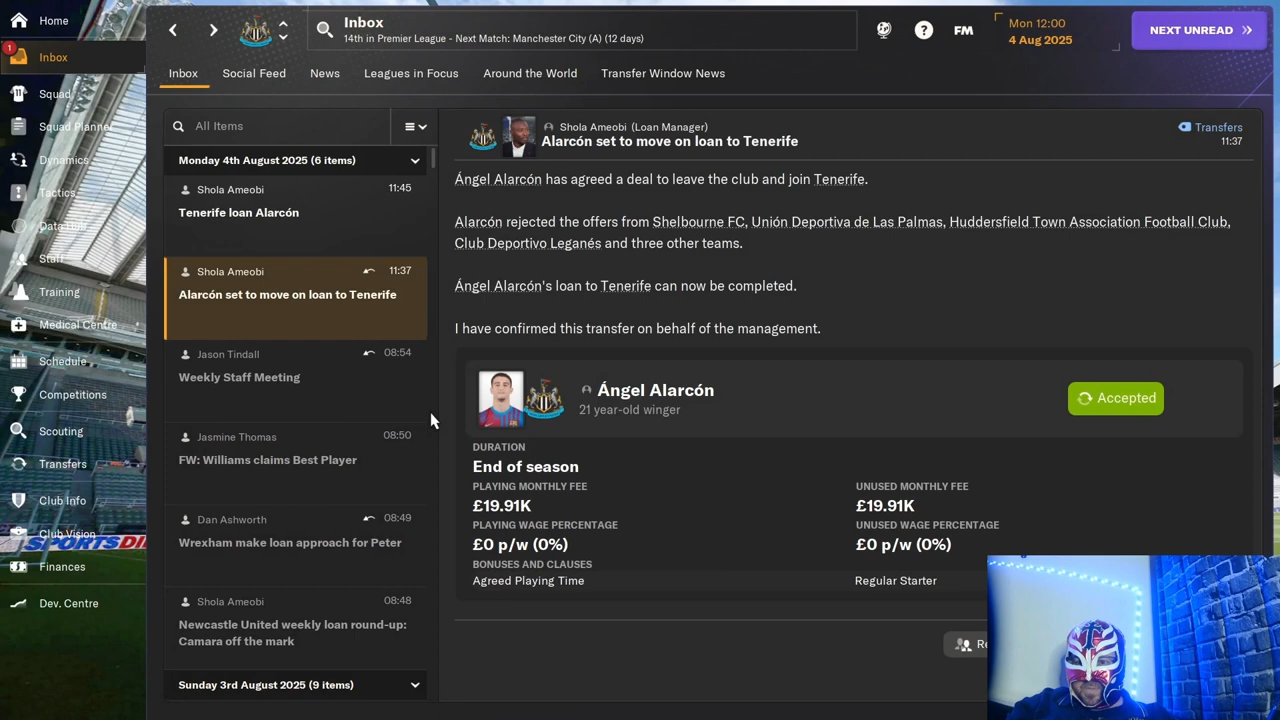 Home
1
Inbox
Squad
Squad Planner
Dynamics
Tactics
Data Hub
Staff
Training
Medical Centre
Schedule
Competitions
Scouting
Transfers
Club Info
Club Vision
SPORTS DI
Finances
Dev. Centre
Inbox
14th in Premier League - Next Match: Manchester City (A) (12 days)
?
FM
Mon 12:00
4 Aug 2025
NEXT UNREAD
Inbox Social Feed News Leagues in Focus Around the World Transfer Window News
All Items
Monday 4th August 2025 (6 items)
Shola Ameobi 11:45
Tenerife loan Alarcón
Shola Ameobi 11:37
Alarcón set to move on loan to Tenerife
Jason Tindall 08:54
Weekly Staff Meeting
Jasmine Thomas 08:50
FW: Williams claims Best Player
Dan Ashworth 08:49
Wrexham make loan approach for Peter
Shola Ameobi 08:48
Newcastle United weekly loan round-up:
Camara off the mark
Sunday 3rd August 2025 (9 items)
Shola Ameobi (Loan Manager)
Alarcón set to move on loan to Tenerife
Transfers
11:37
Ángel Alarcón has agreed a deal to leave the club and join Tenerife.
Alarcón rejected the offers from Shelbourne FC, Unión Deportiva de Las Palmas, Huddersfield Town Association Football Club,
Club Deportivo Leganés and three other teams.
Ángel Alarcón's loan to Tenerife can now be completed.
I have confirmed this transfer on behalf of the management.
Ángel Alarcón
21 year-old winger
Accepted
DURATION
End of season
PLAYING MONTHLY FEE UNUSED MONTHLY FEE
£19.91K £19.91K
PLAYING WAGE PERCENTAGE UNUSED WAGE PERCENTAGE
£0 p/w (0%) £0 p/w (0%)
BONUSES AND CLAUSES
Agreed Playing Time Regular Starter